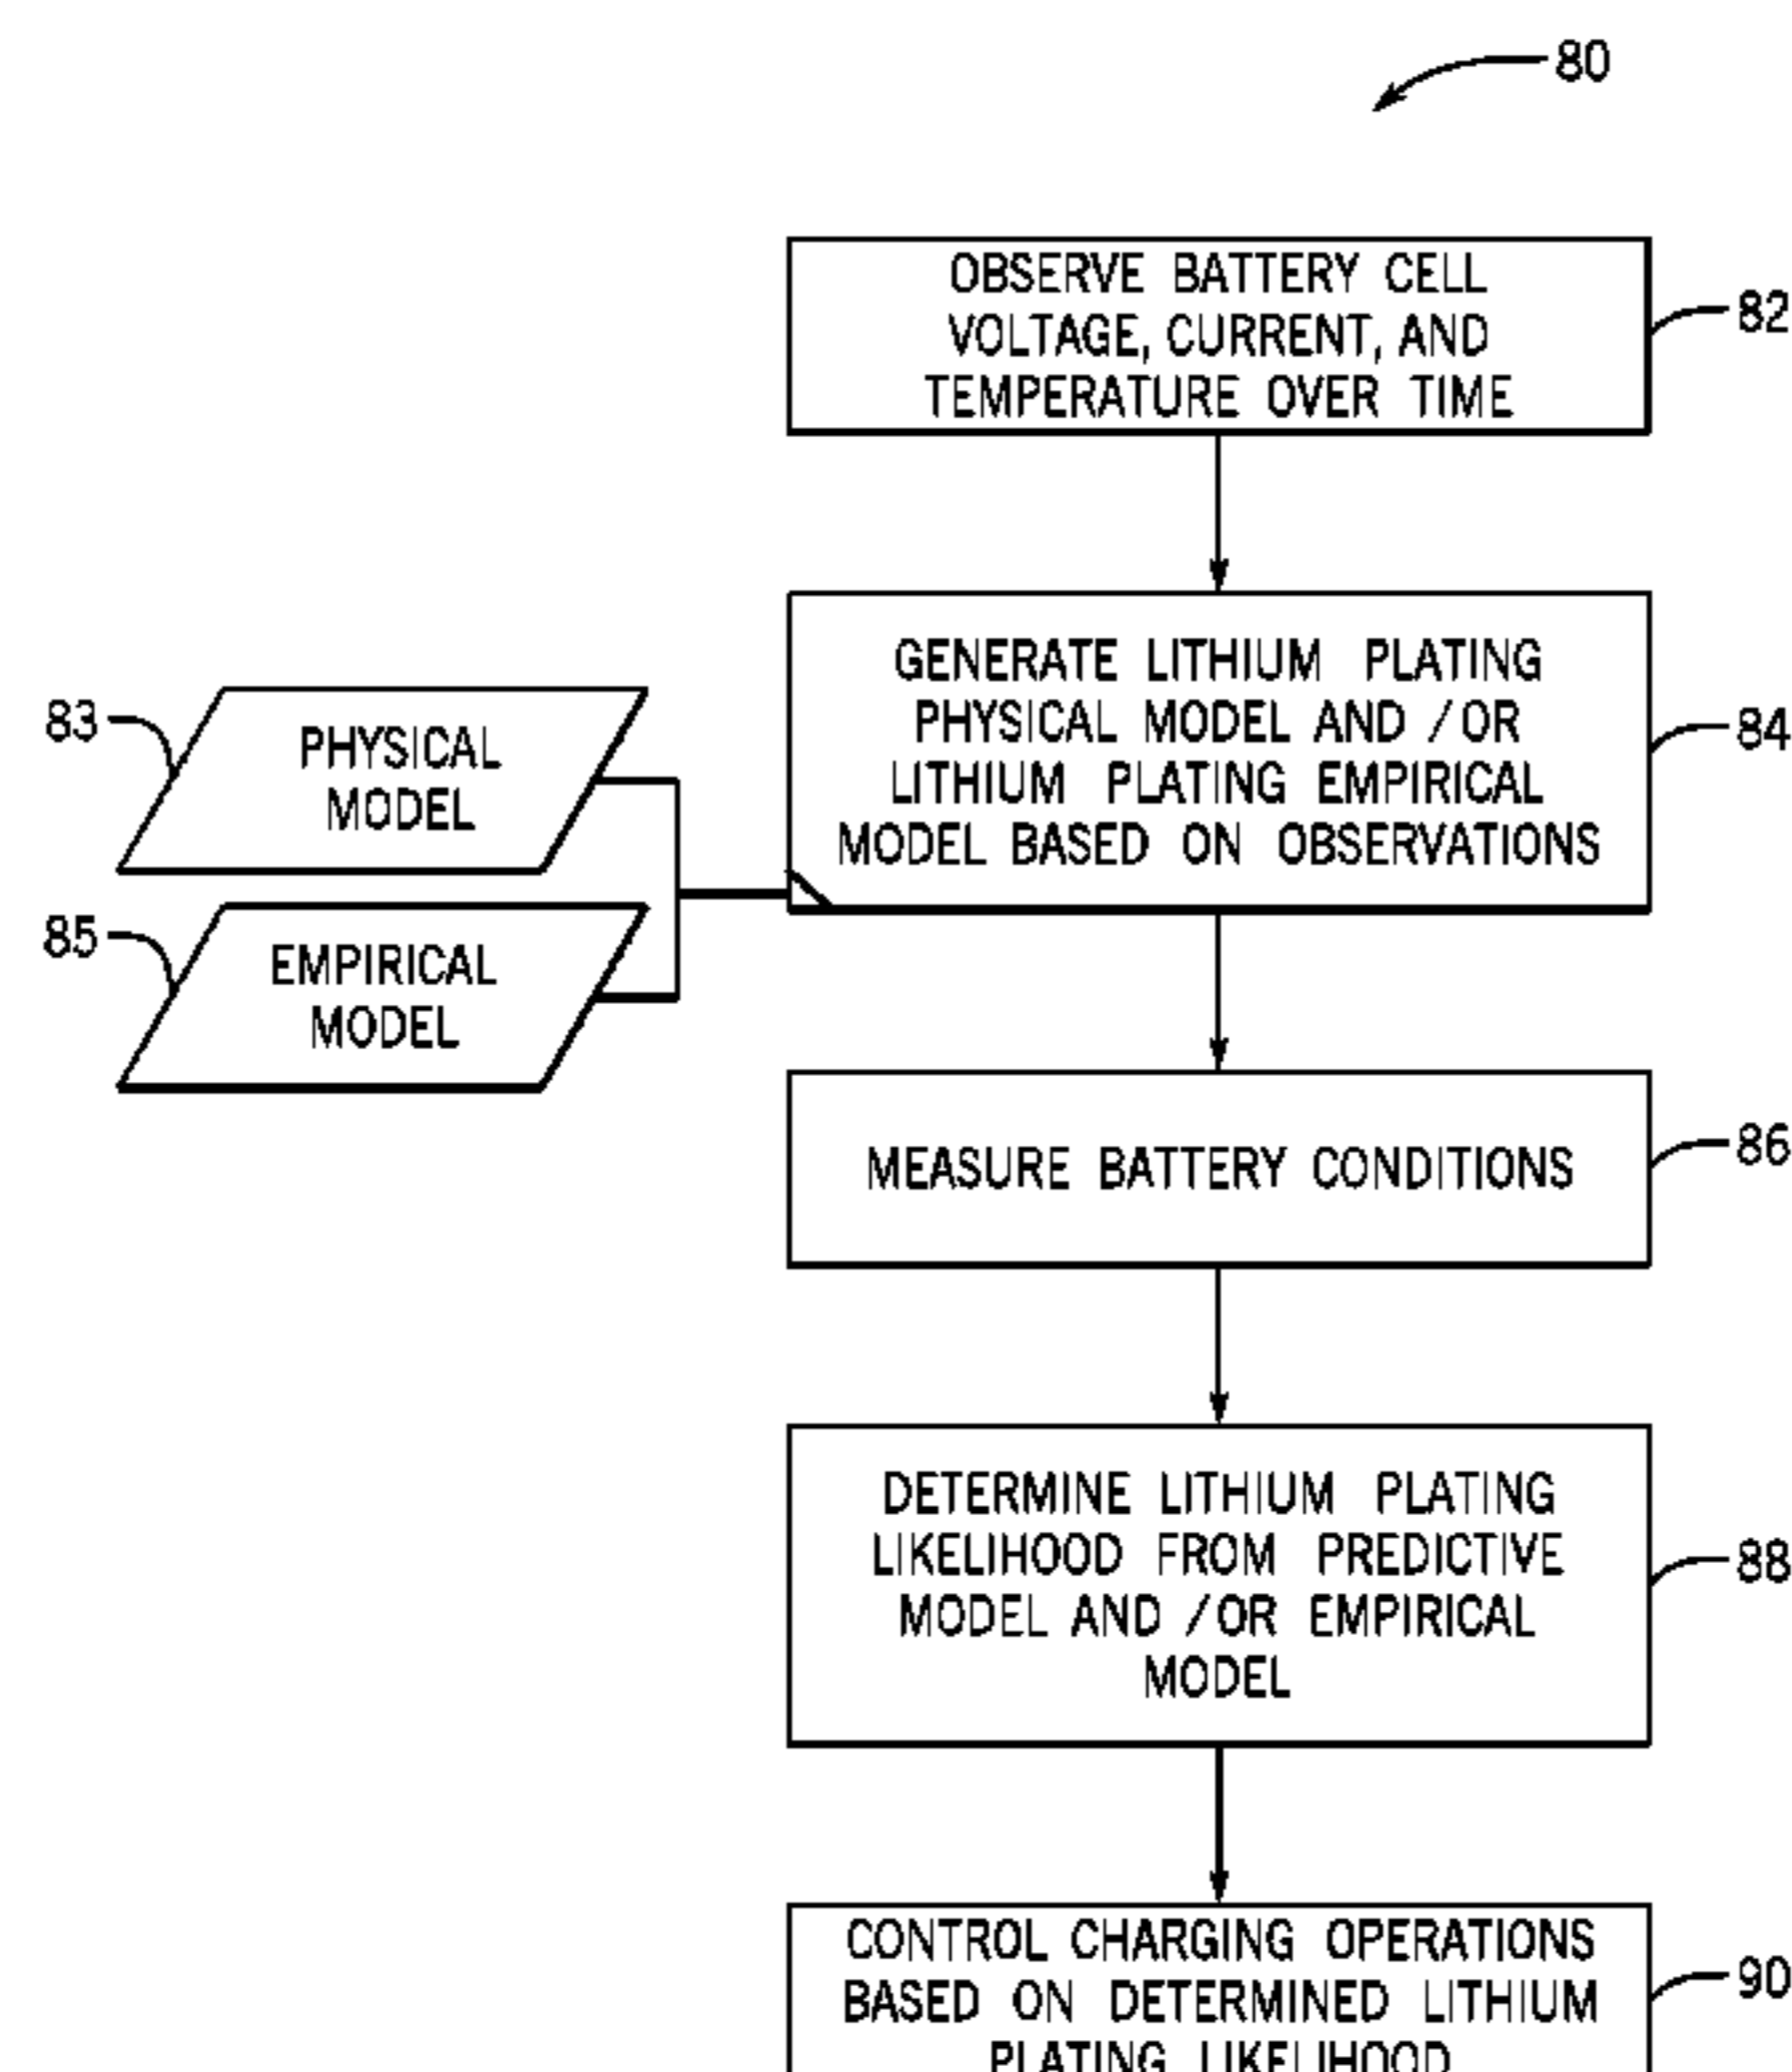 80
OBSERVE BATTERY CELL
VOLTAGE, CURRENT, AND
TEMPERATURE OVER TIME
82
GENERATE LITHIUM PLATING
PHYSICAL MODEL AND /OR
LITHIUM PLATING EMPIRICAL
MODEL BASED ON OBSERVATIONS
84
83
PHYSICAL
MODEL
85
EMPIRICAL
MODEL
MEASURE BATTERY CONDITIONS
86
DETERMINE LITHIUM PLATING
LIKELIHOOD FROM PREDICTIVE
MODEL AND /OR EMPIRICAL
MODEL
88
CONTROL CHARGING OPERATIONS
BASED ON DETERMINED LITHIUM
PLATING LIKELIHOOD
90